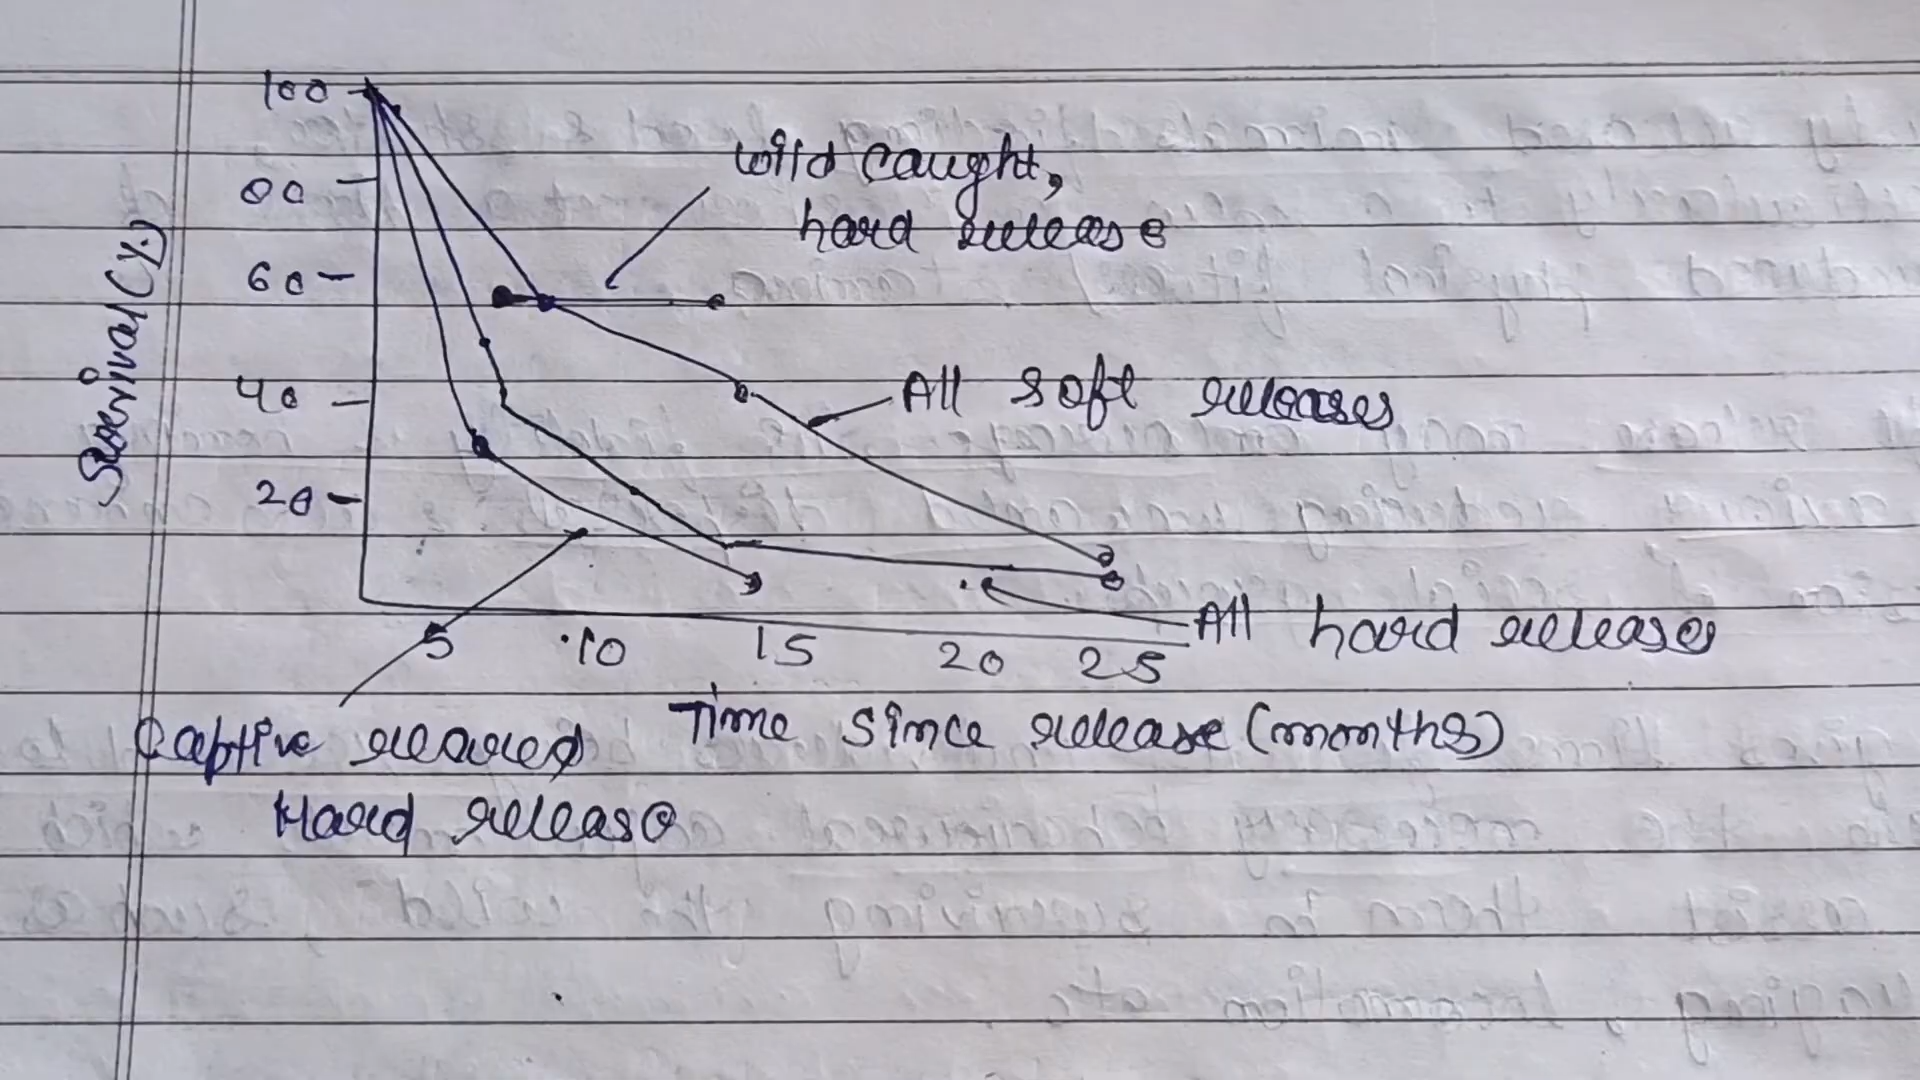 100
Wild caught,
80
hard release
Survival (%)
60
40
All soft releases
20
All hard releases
5 10 15 20 25
Captive reared
Time since release (months)
Hard release